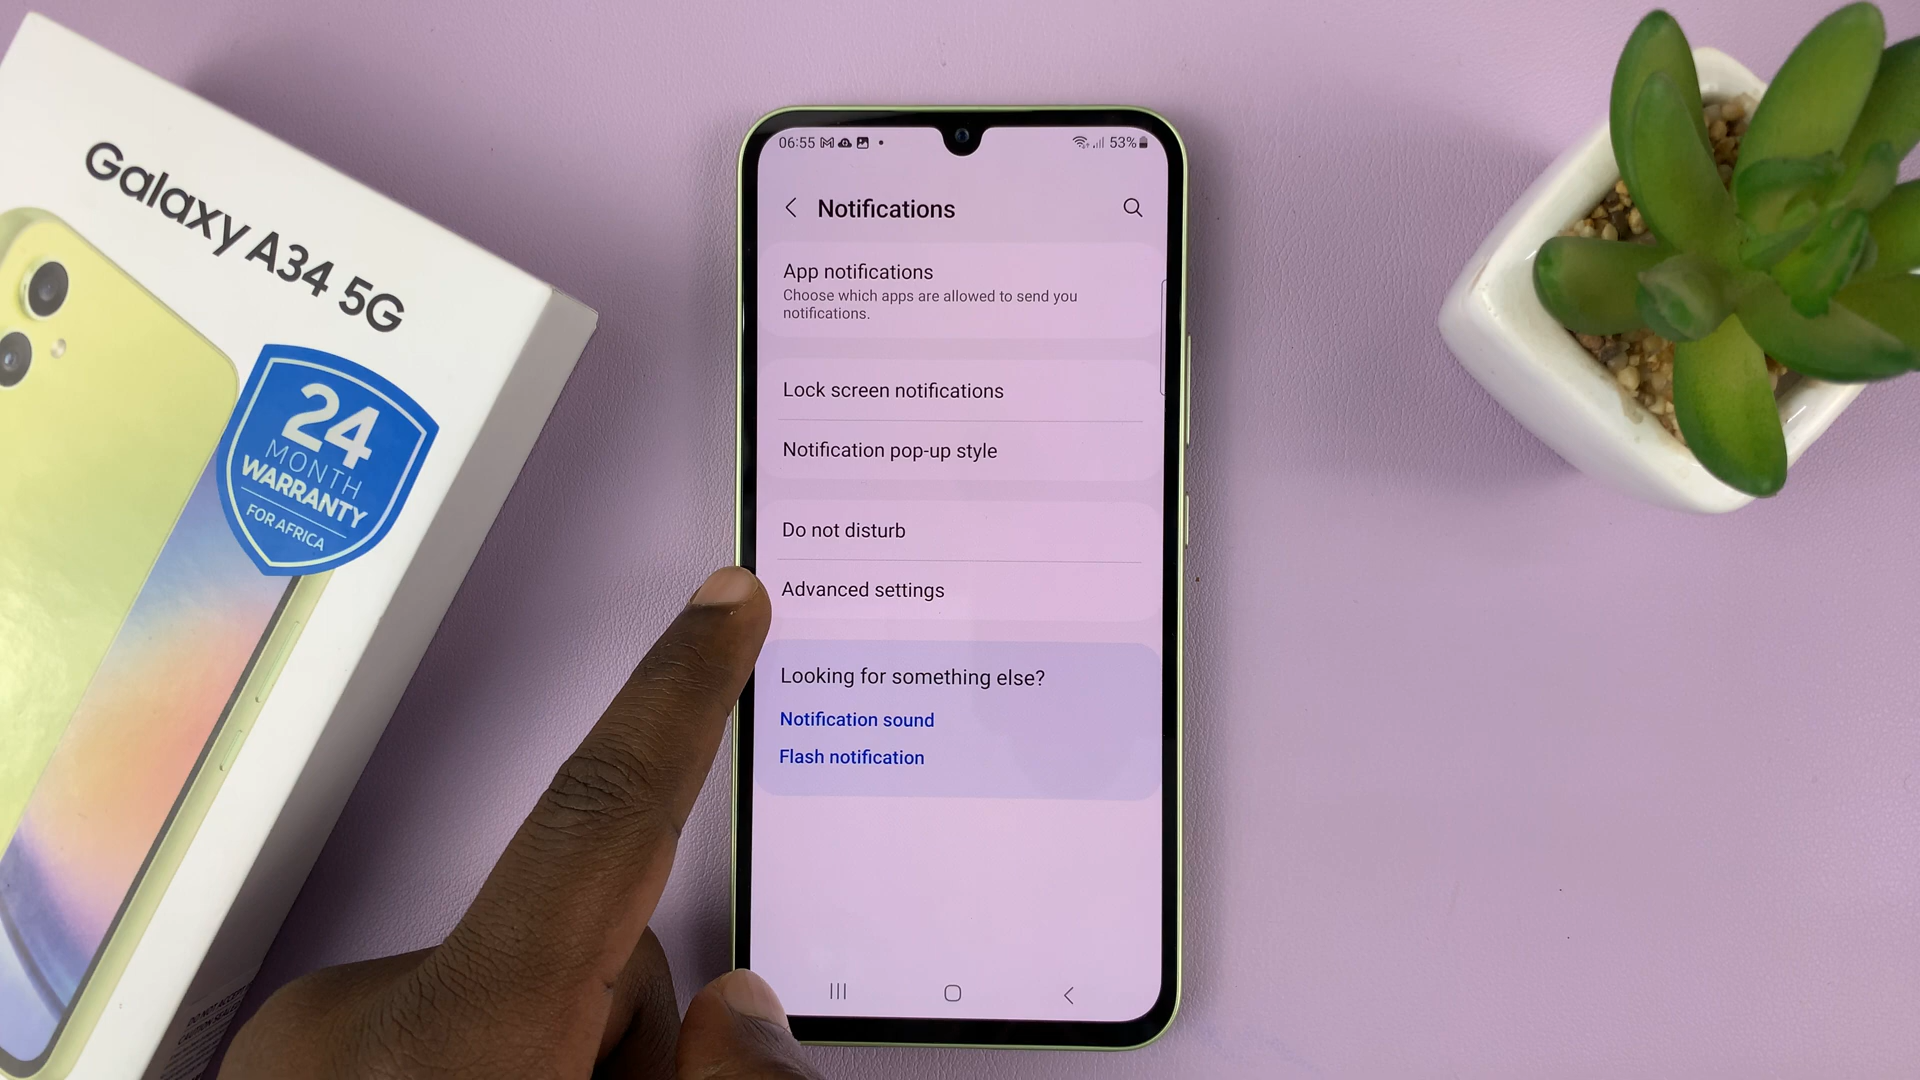 Galaxy A34 5G
24
MONTH
WARRANTY
FOR AFRICA
06:55
53%
Notifications
App notifications
Choose which apps are allowed to send you
notifications.
Lock screen notifications
Notification pop-up style
Do not disturb
Advanced settings
Looking for something else?
Notification sound
Flash notification